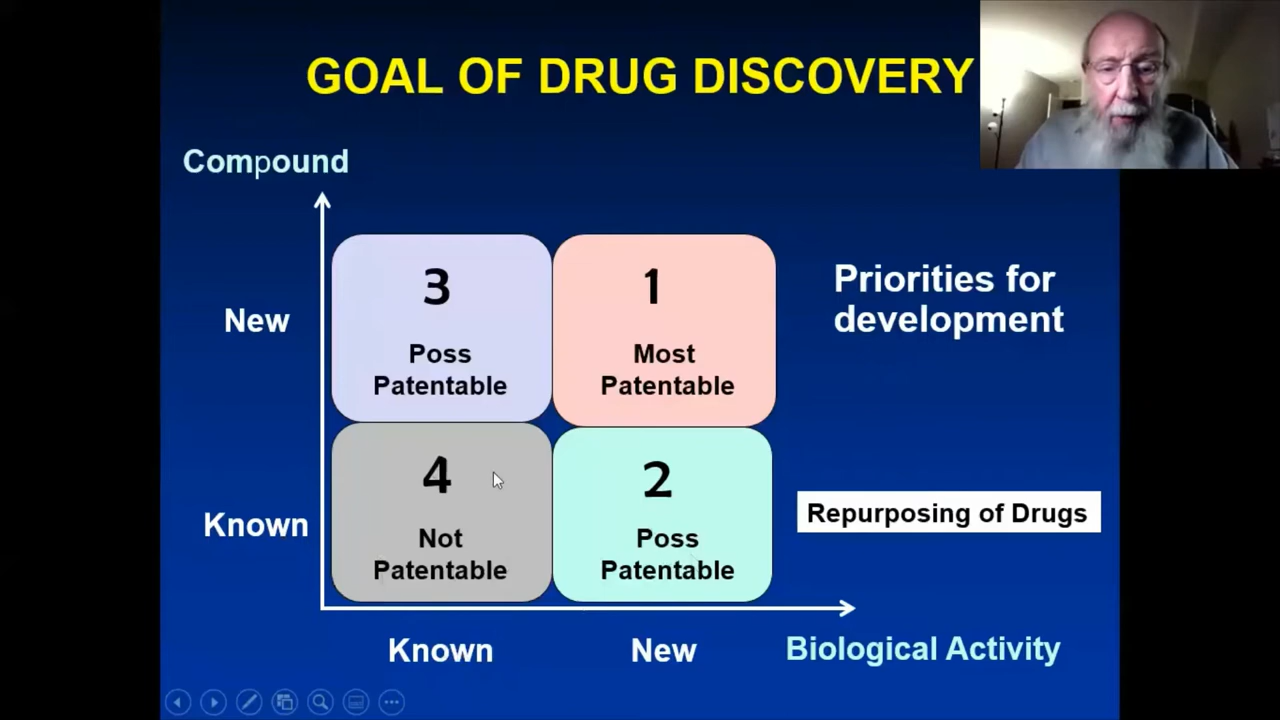 GOAL OF DRUG DISCOVERY
Compound
New
3
Poss
Patentable
1
Most
Patentable
Priorities for
development
Known
4
Not
Patentable
2
Poss
Patentable
Repurposing of Drugs
Known
New
Biological Activity